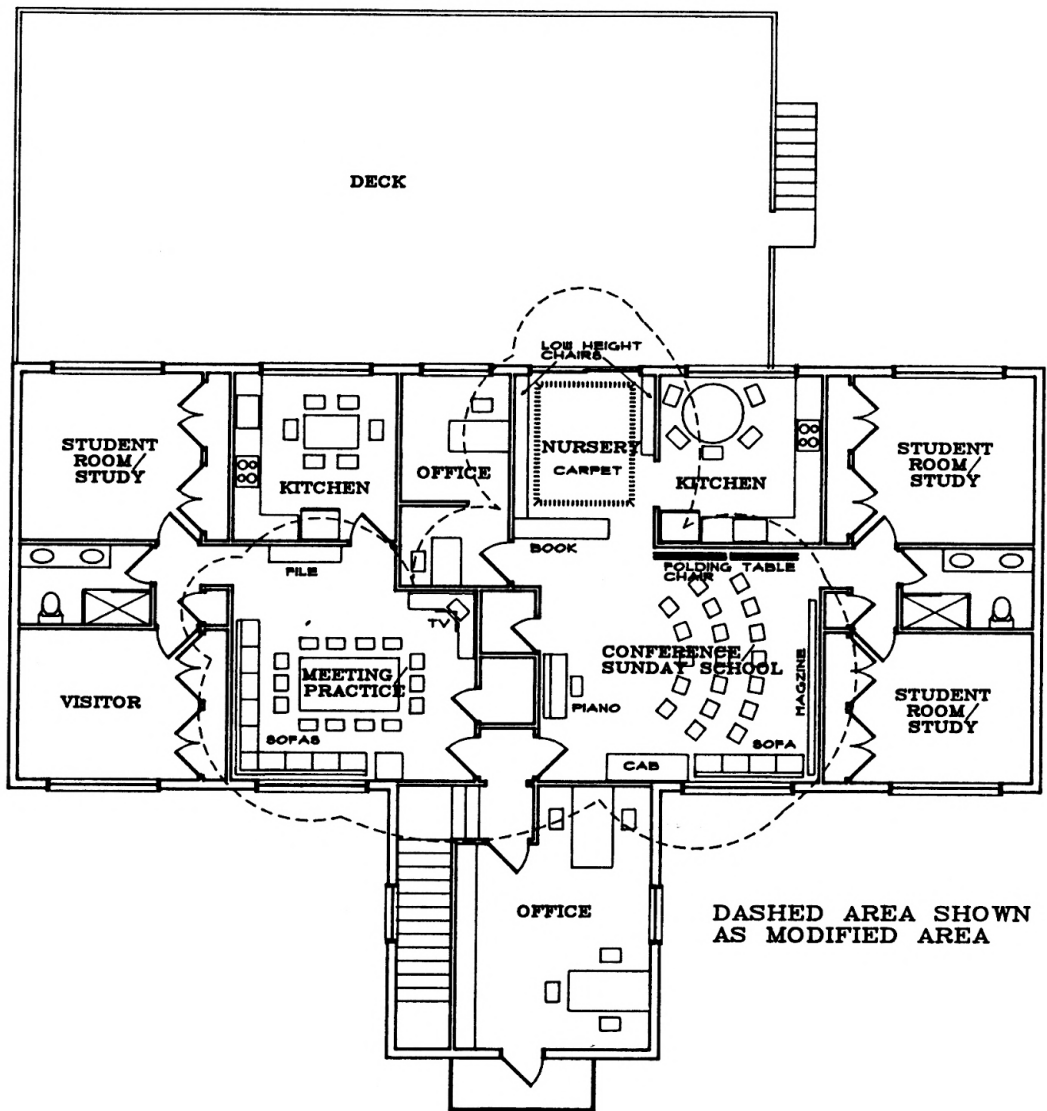 DECK
LOW HEIGHT
CHAIRS
STUDENT
ROOM
STUDY
KITCHEN
OFFICE
NURSERY
CARPET
KITCHEN
STUDENT
ROOM
STUDY
PILE
BOOK
FOLDING TABLE
CHAIR
TV
MEETING
PRACTICE
CONFERENCE
SUNDAY SCHOOL
VISITOR
PIANO
MAGZINE
STUDENT
ROOM
STUDY
SOFAS
SOFA
CAB
OFFICE
DASHED AREA SHOWN
AS MODIFIED AREA